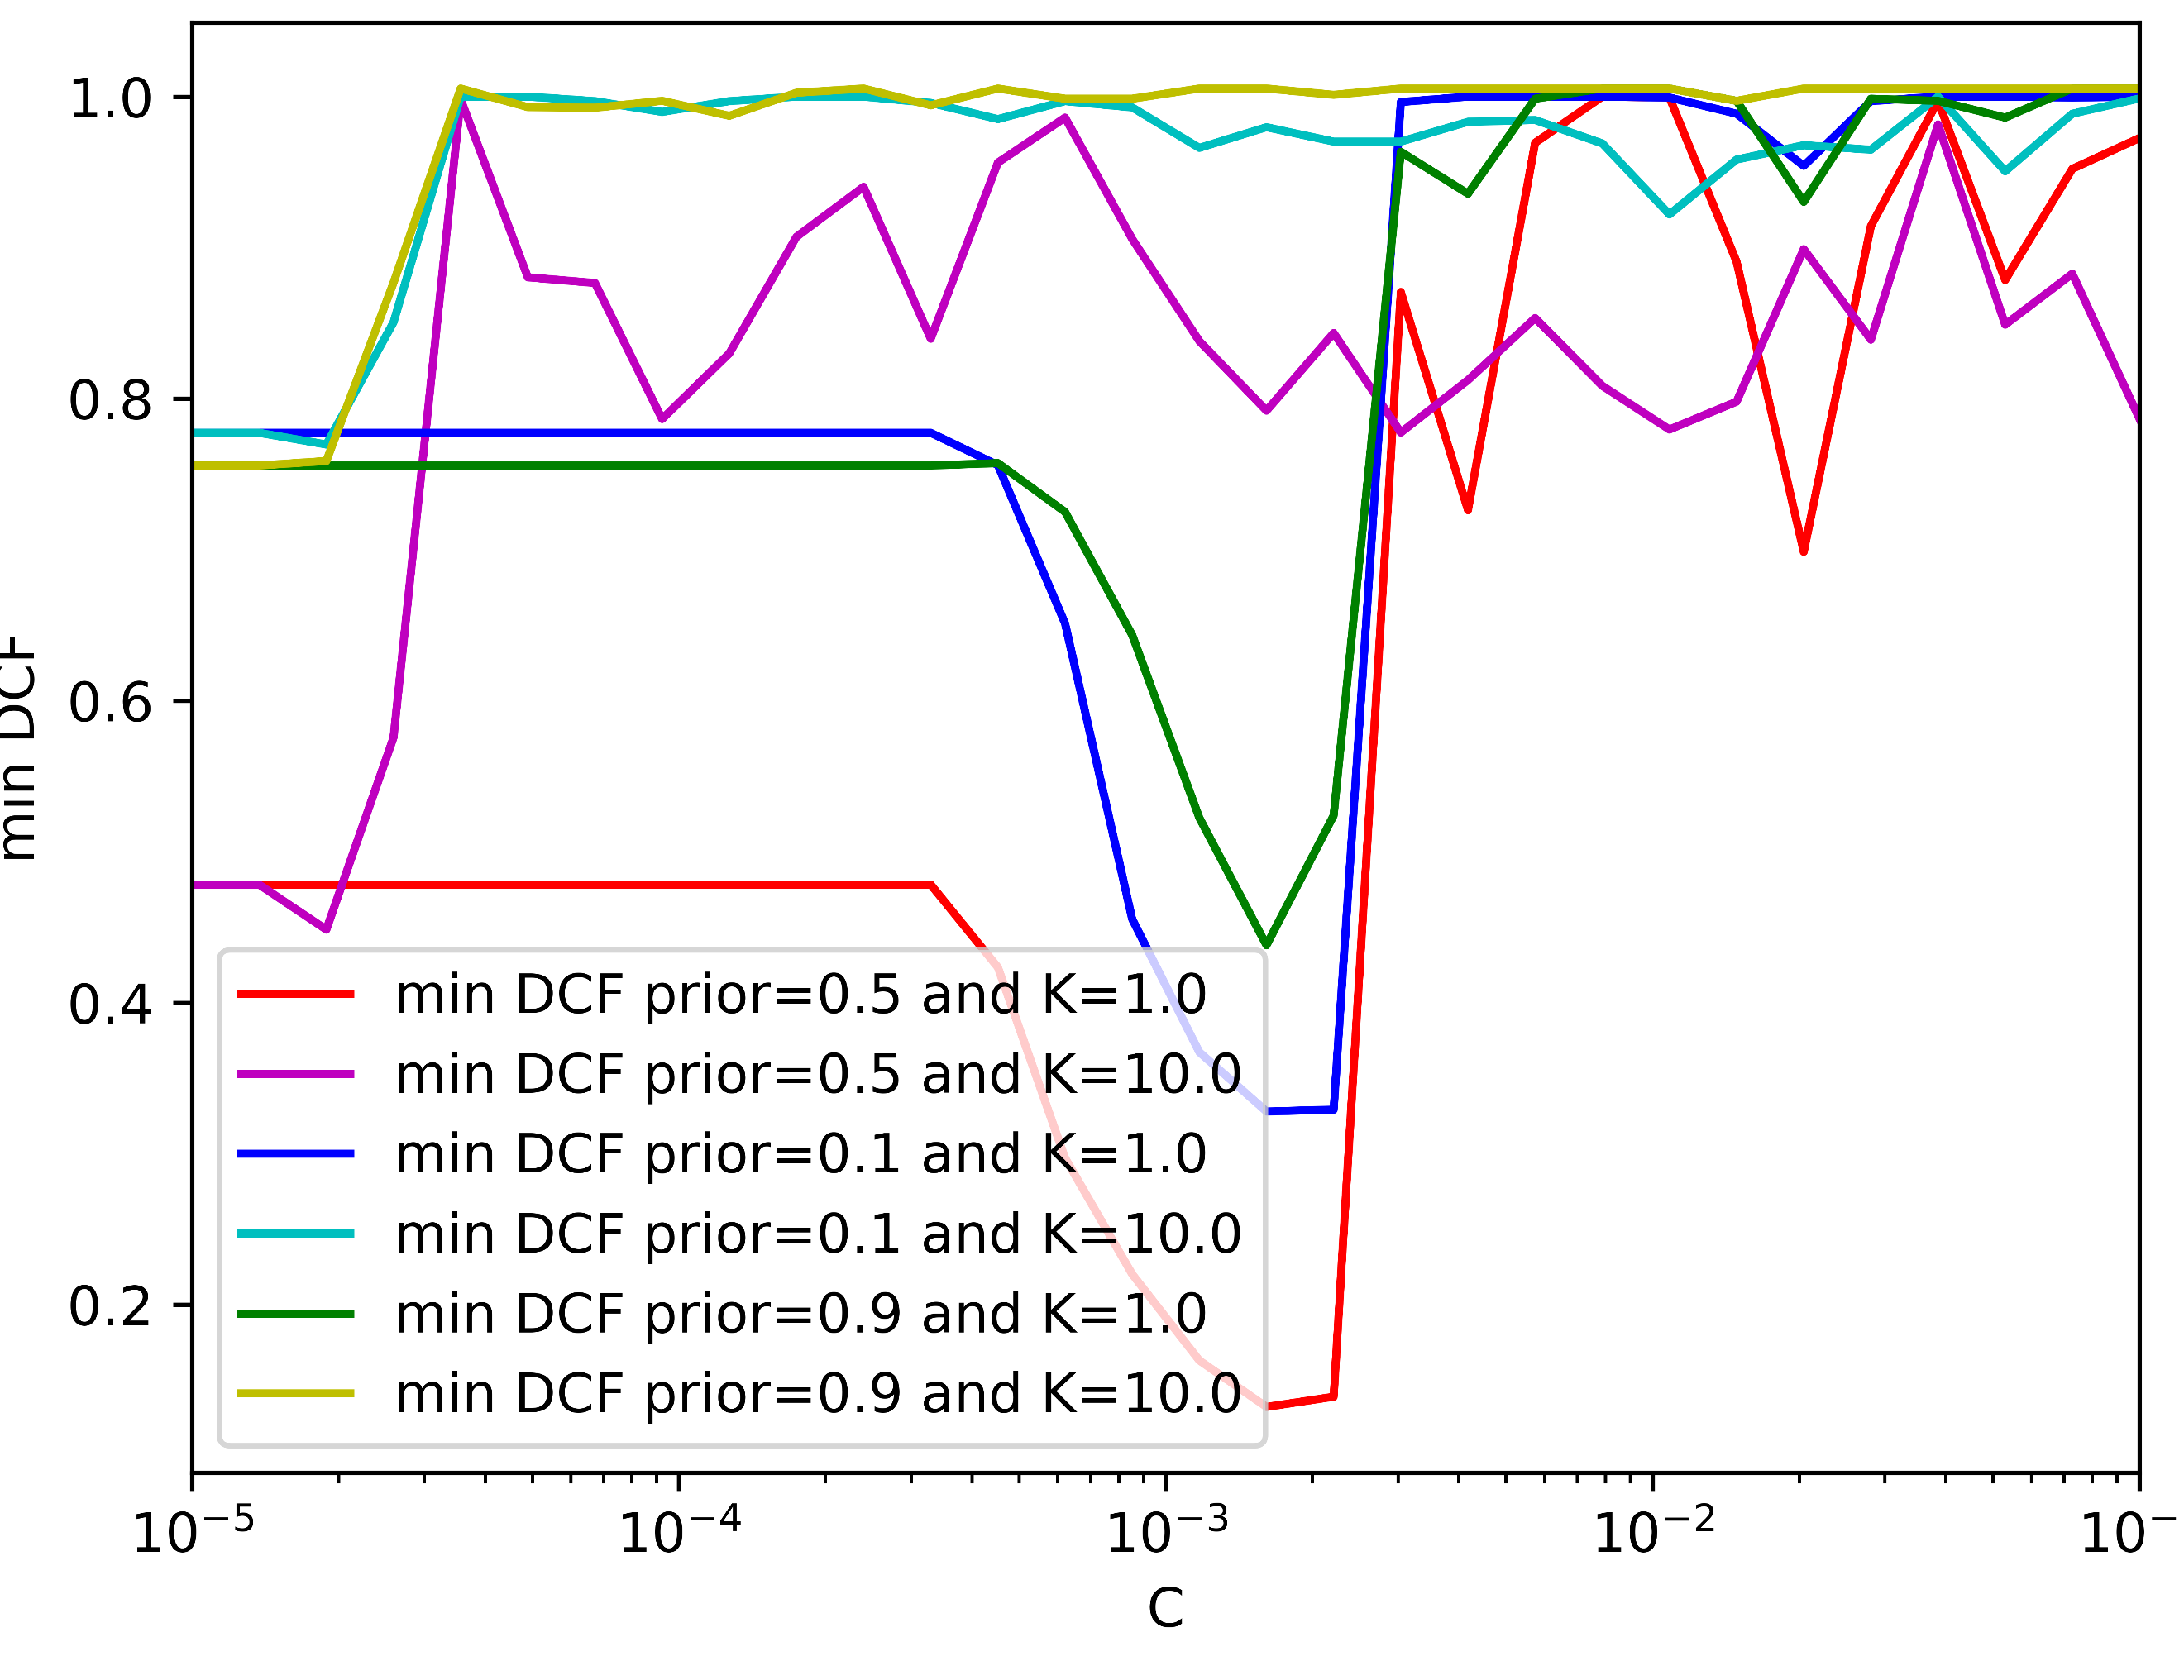 1.0
0.8
0.6
0.4
0.2
min DCF
min DCF prior=0.5 and K=1.0
min DCF prior=0.5 and K=10.0
min DCF prior=0.1 and K=1.0
min DCF prior=0.1 and K=10.0
min DCF prior=0.9 and K=1.0
min DCF prior=0.9 and K=10.0
10⁻⁵ 10⁻⁴ 10⁻³ 10⁻² 10⁻
C